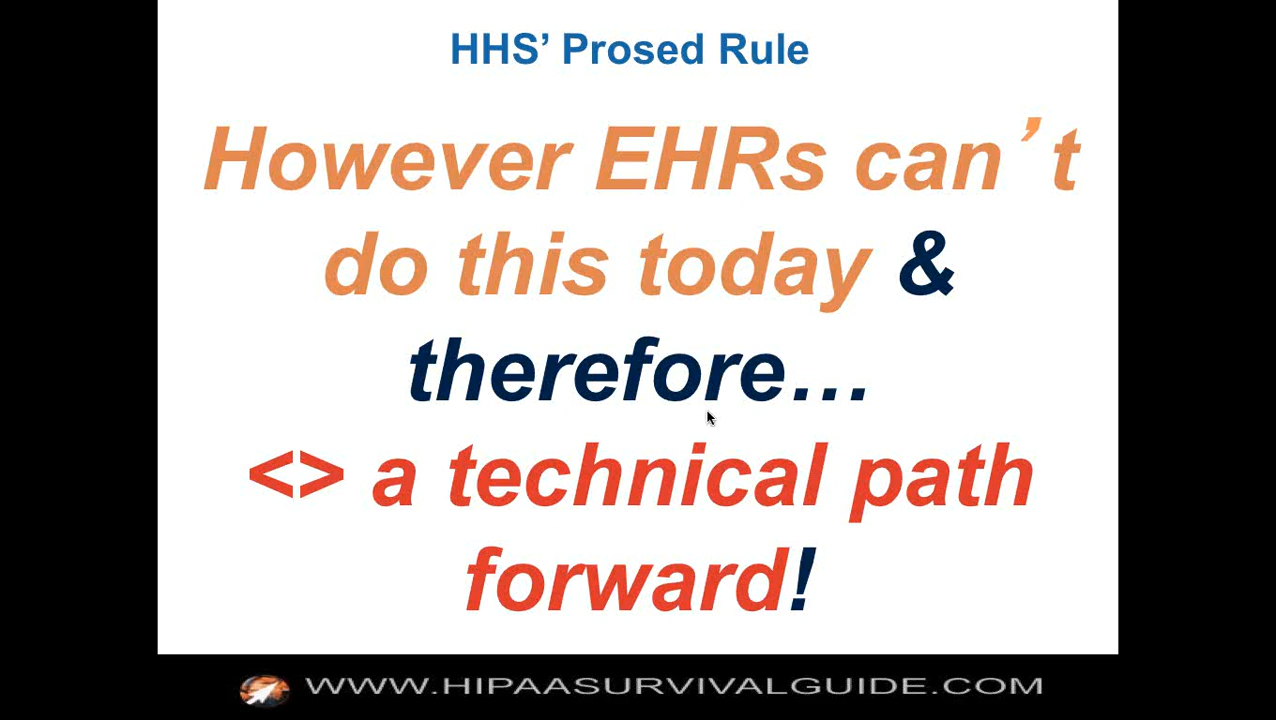 HHS’ Prosed Rule
However EHRs can’t
do this today &
therefore…
<> a technical path
forward!
WWW.HIPAASURVIVALGUIDE.COM